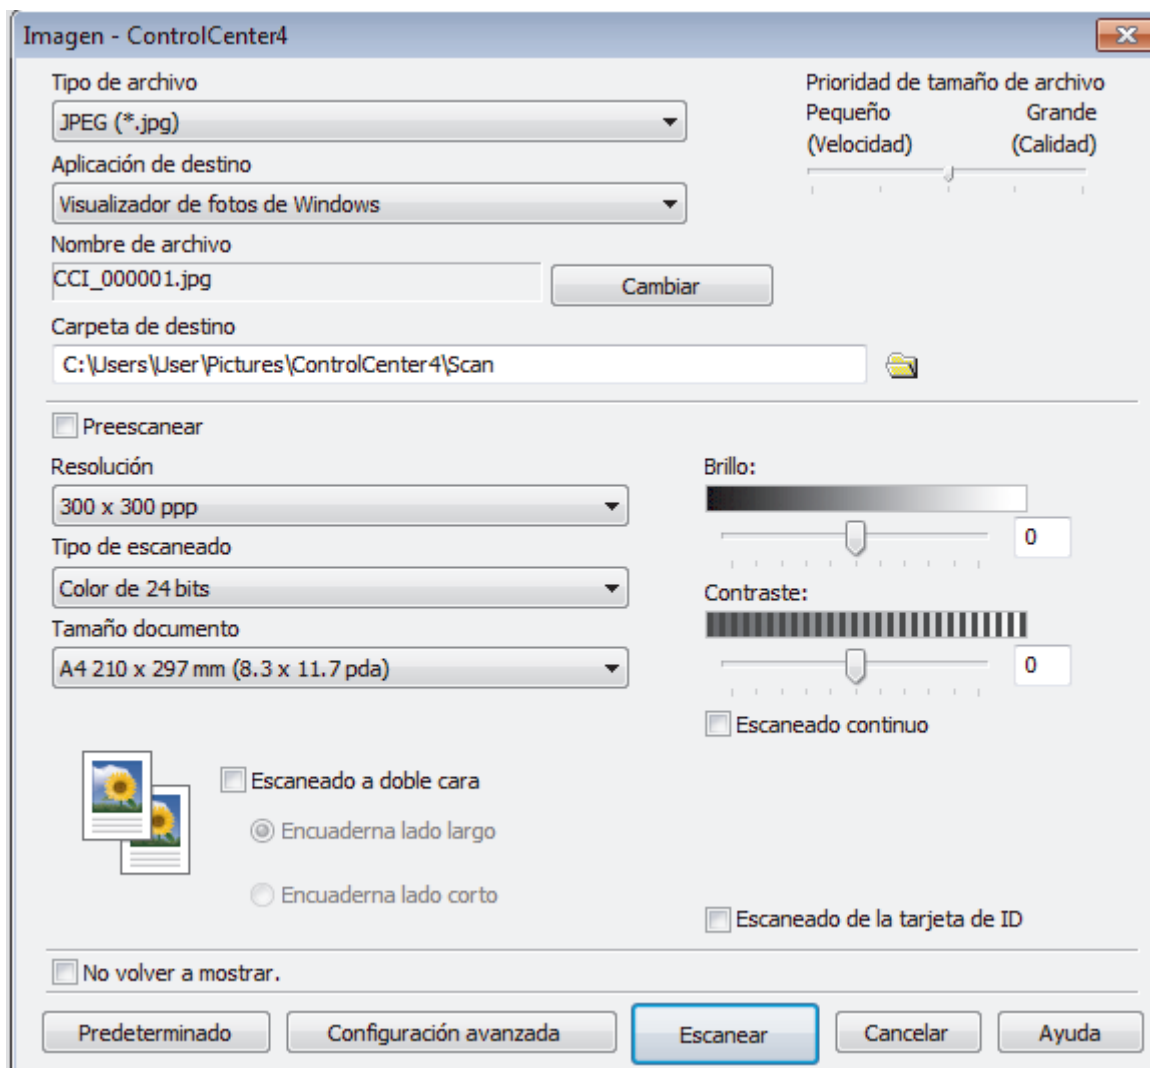 Imagen - ControlCenter4
Tipo de archivo
JPEG (*.jpg)
Prioridad de tamaño de archivo
Pequeño Grande
(Velocidad) (Calidad)
Aplicación de destino
Visualizador de fotos de Windows
Nombre de archivo
CCI_000001.jpg
Cambiar
Carpeta de destino
C:\Users\User\Pictures\ControlCenter4\Scan
Preescanear
Resolución
300 x 300 ppp
Tipo de escaneado
Color de 24 bits
Tamaño documento
A4 210 x 297 mm (8.3 x 11.7 pda)
Brillo:
0
Contraste:
0
Escaneado continuo
Escaneado a doble cara
Encuaderna lado largo
Encuaderna lado corto
Escaneado de la tarjeta de ID
No volver a mostrar.
Predeterminado Configuración avanzada Escanear Cancelar Ayuda